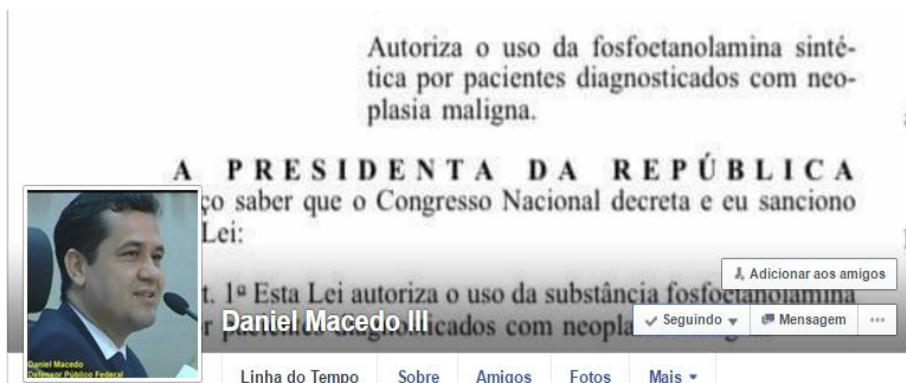 Autoriza o uso da fosfoetanolamina sinté-
tica por pacientes diagnosticados com neo-
plasia maligna.
A PRESIDENTA DA REPÚBLICA
ço saber que o Congresso Nacional decreta e eu sanciono
Lei:
Adicionar aos amigos
t. 1º Esta Lei autoriza o uso da substância fosfoetanolamina
Daniel Macedo III
Seguindo
Mensagem
com neopla
Daniel Macedo
Defensor Público Federal
Linha do Tempo Sobre Amigos Fotos Mais